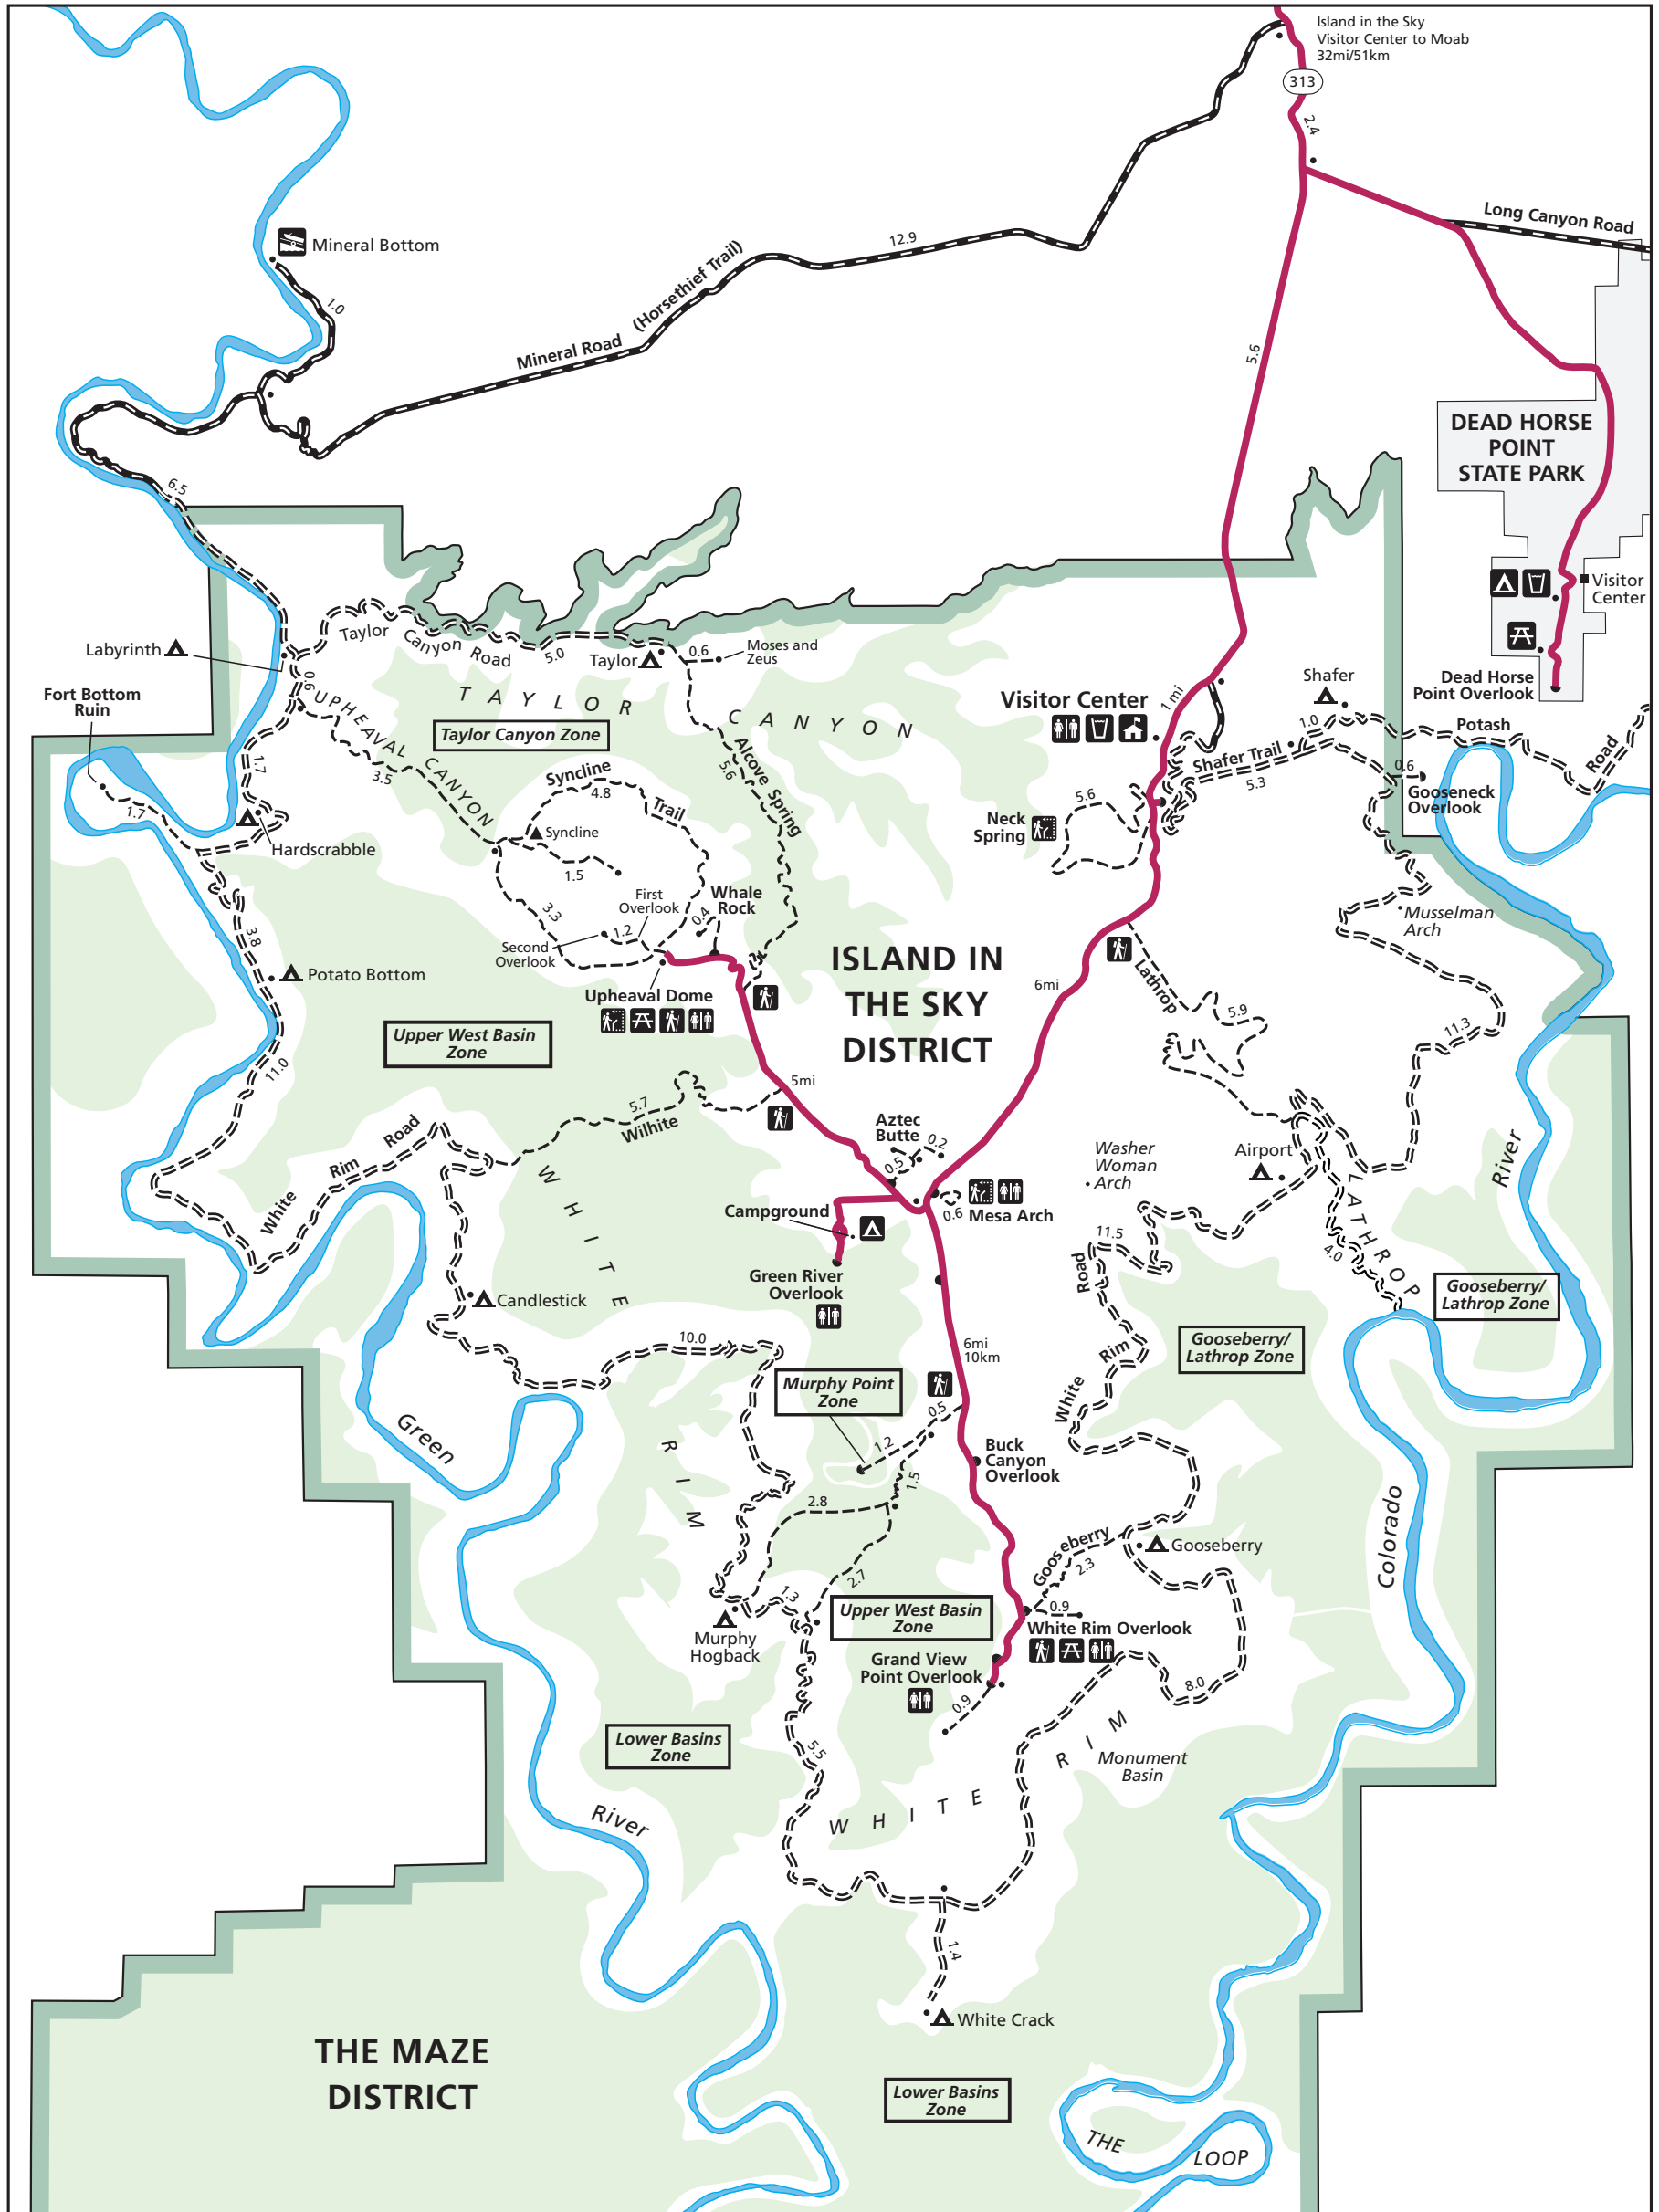 Island in the Sky
Visitor Center to Moab
32mi/51km
313
2.4
Long Canyon Road
Mineral Bottom
1.0
12.9
(Horsethief Trail)
Mineral Road
5.6
DEAD HORSE
POINT
STATE PARK
6.5
Visitor
Center
Labyrinth
Taylor Canyon Road
5.0
Taylor
0.6
Moses and
Zeus
Fort Bottom
Ruin
0.6
UPHEAVAL CANYON
TAYLOR CANYON
Taylor Canyon Zone
Visitor Center
1 mi
Shafer
Dead Horse
Point Overlook
1.0
Potash Road
Shafer Trail
5.3
0.6
Gooseneck
Overlook
1.7
3.5
Syncline Trail
4.8
Alcove Spring
5.6
5.6
Neck
Spring
1.7
Hardscrabble
Syncline
1.5
First
Overlook
0.4
Whale
Rock
3.3
1.2
Second
Overlook
Musselman
Arch
3.8
Potato Bottom
Upheaval Dome
ISLAND IN
THE SKY
DISTRICT
6mi
Lathrop
5.9
11.3
Upper West Basin
Zone
11.0
5mi
5.7
Wilhite
Aztec
Butte
0.2
0.5
Washer
Woman
Arch
Airport
River
White Rim Road
WHITE
Campground
0.6
Mesa Arch
LATHROP
4.0
11.5
Green River
Overlook
Gooseberry/
Lathrop Zone
Candlestick
10.0
6mi
10km
Gooseberry/
Lathrop Zone
White Rim Road
Murphy Point
Zone
0.5
1.2
Green
RIM
Buck
Canyon
Overlook
1.5
2.8
Colorado
Gooseberry
2.3
Gooseberry
2.7
1.3
0.9
Upper West Basin
Zone
White Rim Overlook
Murphy
Hogback
Grand View
Point Overlook
0.9
8.0
Lower Basins
Zone
5.5
WHITE RIM
Monument
Basin
River
1.4
White Crack
THE MAZE
DISTRICT
Lower Basins
Zone
THE LOOP